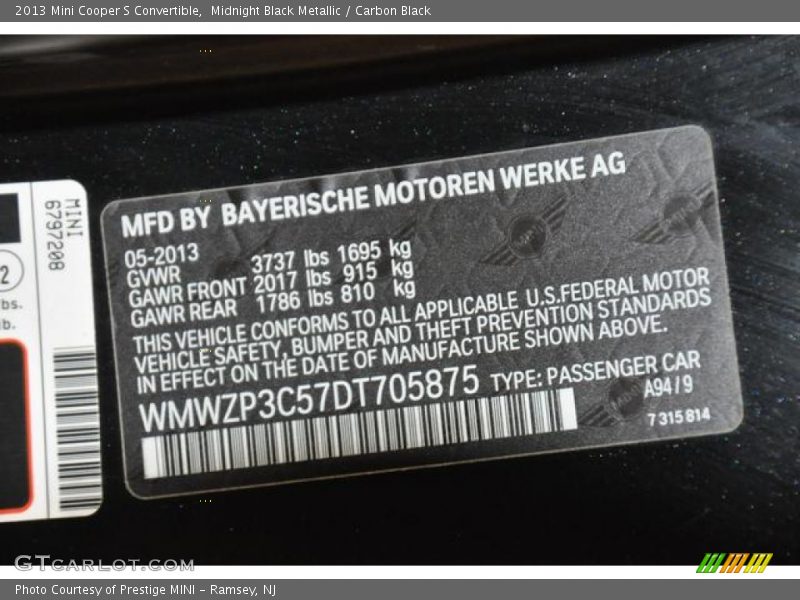 2013 Mini Cooper S Convertible,  Midnight Black Metallic / Carbon Black
MFD BY BAYERISCHE MOTOREN WERKE AG
05-2013
GVWR 3737 lbs 1695 kg
GAWR FRONT 2017 lbs 915 kg
GAWR REAR 1786 lbs 810 kg
THIS VEHICLE CONFORMS TO ALL APPLICABLE U.S.FEDERAL MOTOR
VEHICLE SAFETY, BUMPER AND THEFT PREVENTION STANDARDS
IN EFFECT ON THE DATE OF MANUFACTURE SHOWN ABOVE.
WMWZP3C57DT705875 TYPE: PASSENGER CAR
A94/9
7 315 814
MINI
6797208
2
lbs.
lb.
GTCarLot.com
Photo Courtesy of Prestige MINI - Ramsey, NJ